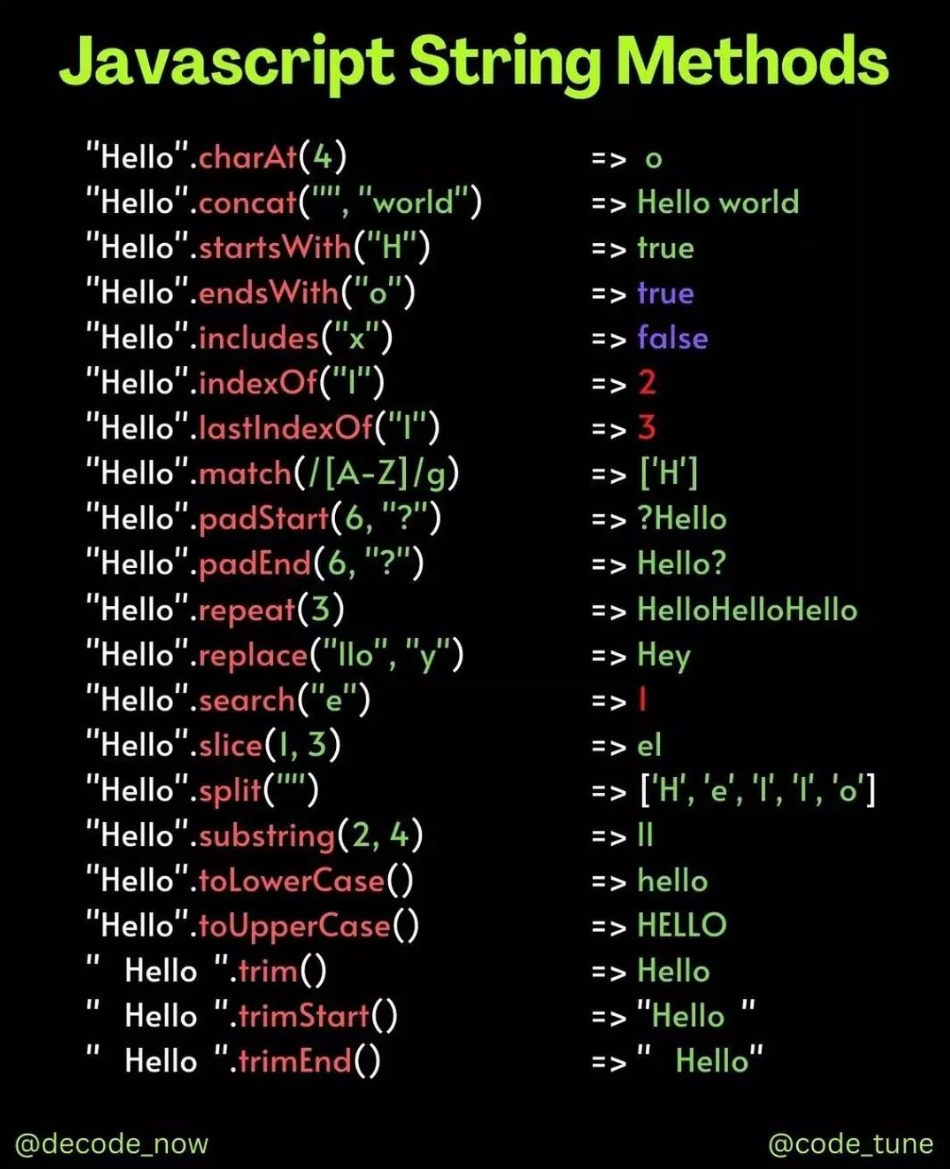 Javascript String Methods
"Hello".charAt(4) => o
"Hello".concat("", "world") => Hello world
"Hello".startsWith("H") => true
"Hello".endsWith("o") => true
"Hello".includes("x") => false
"Hello".indexOf("l") => 2
"Hello".lastIndexOf("l") => 3
"Hello".match(/[A-Z]/g) => ['H']
"Hello".padStart(6, "?") => ?Hello
"Hello".padEnd(6, "?") => Hello?
"Hello".repeat(3) => HelloHelloHello
"Hello".replace("llo", "y") => Hey
"Hello".search("e") => 1
"Hello".slice(1, 3) => el
"Hello".split("") => ['H', 'e', 'l', 'l', 'o']
"Hello".substring(2, 4) => ll
"Hello".toLowerCase() => hello
"Hello".toUpperCase() => HELLO
"  Hello  ".trim() => Hello
"  Hello  ".trimStart() => "Hello  "
"  Hello  ".trimEnd() => "  Hello"
@decode_now @code_tune